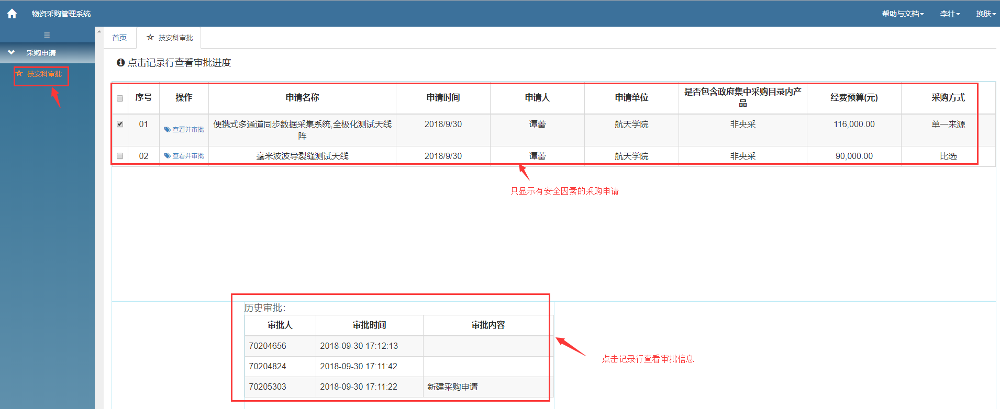 物资采购管理系统
帮助与文档
李壮
换肤
首页
技安科审批
采购申请
技安科审批
点击记录行查看审批进度
序号 操作 申请名称 申请时间 申请人 申请单位 是否包含政府集中采购目录内产 经费预算(元) 采购方式
品
01 查看并审批 便携式多通道同步数据采集系统,全极化测试天线 2018/9/30 谭蕾 航天学院 非央采 116,000.00 单一来源
阵
02 查看并审批 毫米波波导裂缝测试天线 2018/9/30 谭蕾 航天学院 非央采 90,000.00 比选
只显示有安全因素的采购申请
历史审批：
审批人 审批时间 审批内容
70204656 2018-09-30 17:12:13
70204824 2018-09-30 17:11:42
70205303 2018-09-30 17:11:22 新建采购申请
点击记录行查看审批信息